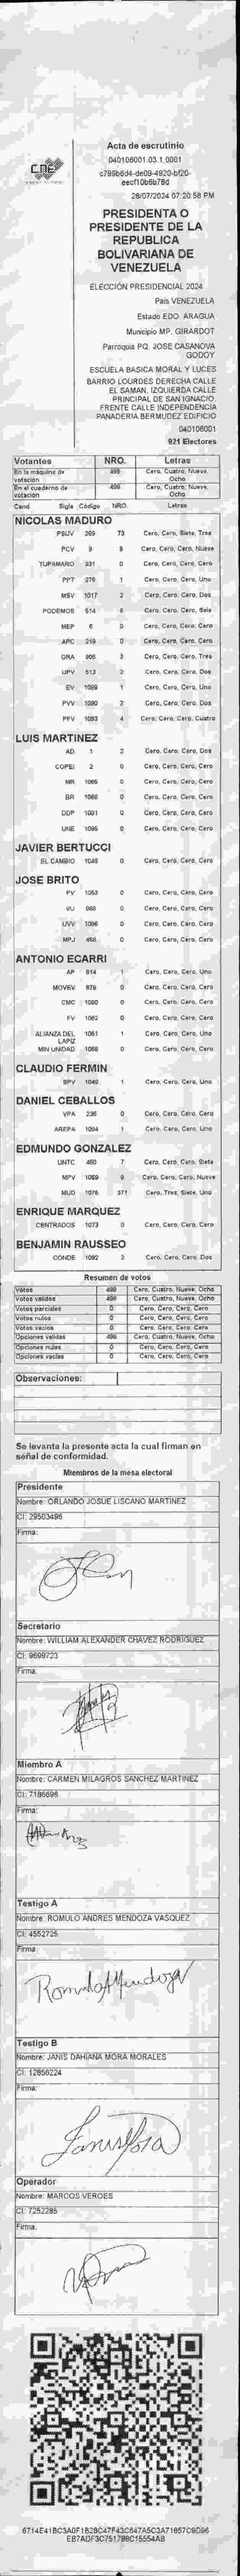 CNE
Acta de escrutinio
040106001.03.1.0001
c799b6d4-de09-4920-bf20-
eecf10b6b78d
28/07/2024 07:20:58 PM
PRESIDENTA O
PRESIDENTE DE LA
REPUBLICA
BOLIVARIANA DE
VENEZUELA
ELECCIÓN PRESIDENCIAL 2024
País VENEZUELA
Estado EDO. ARAGUA
Municipio MP. GIRARDOT
Parroquia PQ. JOSE CASANOVA
GODOY
ESCUELA BASICA MORAL Y LUCES
BARRIO LOURDES DERECHA CALLE
EL SAMAN. IZQUIERDA CALLE
PRINCIPAL DE SAN IGNACIO.
FRENTE CALLE INDEPENDENCIA
PANADERIA BERMUDEZ EDIFICIO
040106001
921 Electores
Votantes NRO. Letras
En la máquina de votación 498 Cero, Cuatro, Nueve, Ocho
En el cuaderno de votación 498 Cero, Cuatro, Nueve, Ocho
Cand. Sigla Código NRO. Letras
NICOLAS MADURO
PSUV 269 73 Cero, Cero, Siete, Tres
PCV 9 9 Cero, Cero, Cero, Nueve
TUPAMARO 931 0 Cero, Cero, Cero, Cero
PPT 276 1 Cero, Cero, Cero, Uno
MSV 1017 2 Cero, Cero, Cero, Dos
PODEMOS 514 6 Cero, Cero, Cero, Seis
MEP 6 0 Cero, Cero, Cero, Cero
APC 219 0 Cero, Cero, Cero, Cero
ORA 905 3 Cero, Cero, Cero, Tres
UPV 513 2 Cero, Cero, Cero, Dos
EV 1089 1 Cero, Cero, Cero, Uno
PVV 1090 2 Cero, Cero, Cero, Dos
PFV 1093 4 Cero, Cero, Cero, Cuatro
LUIS MARTINEZ
AD 1 2 Cero, Cero, Cero, Dos
COPEI 2 0 Cero, Cero, Cero, Cero
MR 1065 0 Cero, Cero, Cero, Cero
BR 1066 0 Cero, Cero, Cero, Cero
DDP 1091 0 Cero, Cero, Cero, Cero
UNE 1095 0 Cero, Cero, Cero, Cero
JAVIER BERTUCCI
EL CAMBIO 1048 0 Cero, Cero, Cero, Cero
JOSE BRITO
PV 1053 0 Cero, Cero, Cero, Cero
VU 968 0 Cero, Cero, Cero, Cero
UVV 1096 0 Cero, Cero, Cero, Cero
MPJ 456 0 Cero, Cero, Cero, Cero
ANTONIO ECARRI
AP 814 1 Cero, Cero, Cero, Uno
MOVEV 878 0 Cero, Cero, Cero, Cero
CMC 1050 0 Cero, Cero, Cero, Cero
FV 1062 0 Cero, Cero, Cero, Cero
ALIANZA DEL LAPIZ 1061 1 Cero, Cero, Cero, Uno
MIN UNIDAD 1069 0 Cero, Cero, Cero, Cero
CLAUDIO FERMIN
SPV 1049 1 Cero, Cero, Cero, Uno
DANIEL CEBALLOS
VPA 236 0 Cero, Cero, Cero, Cero
AREPA 1094 1 Cero, Cero, Cero, Uno
EDMUNDO GONZALEZ
UNTC 460 7 Cero, Cero, Cero, Siete
MPV 1059 9 Cero, Cero, Cero, Nueve
MUD 1075 371 Cero, Tres, Siete, Uno
ENRIQUE MARQUEZ
CENTRADOS 1073 0 Cero, Cero, Cero, Cero
BENJAMIN RAUSSEO
CONDE 1092 2 Cero, Cero, Cero, Dos
Resumen de votos
Votos 498 Cero, Cuatro, Nueve, Ocho
Votos validos 498 Cero, Cuatro, Nueve, Ocho
Votos parciales 0 Cero, Cero, Cero, Cero
Votos nulos 0 Cero, Cero, Cero, Cero
Votos vacios 0 Cero, Cero, Cero, Cero
Opciones validas 498 Cero, Cuatro, Nueve, Ocho
Opciones nulas 0 Cero, Cero, Cero, Cero
Opciones vacias 0 Cero, Cero, Cero, Cero
Observaciones:
Se levanta la presente acta la cual firman en
señal de conformidad.
Miembros de la mesa electoral
Presidente
Nombre: ORLANDO JOSUE LISCANO MARTINEZ
CI: 29503496
Firma:
Secretario
Nombre: WILLIAM ALEXANDER CHAVEZ RODRIGUEZ
CI: 9699723
Firma:
Miembro A
Nombre: CARMEN MILAGROS SANCHEZ MARTINEZ
CI: 7186696
Firma:
Testigo A
Nombre: ROMULO ANDRES MENDOZA VASQUEZ
CI: 4552725
Firma:
Romulo A Mendoza V
Testigo B
Nombre: JANIS DAHIANA MORA MORALES
CI: 12856224
Firma:
Operador
Nombre: MARCOS VERDES
CI: 7252285
Firma:
6714E41BC3A0F1B28C47F43C647A5C3A71857C9D96
EB7ADF3C751788C15554AB